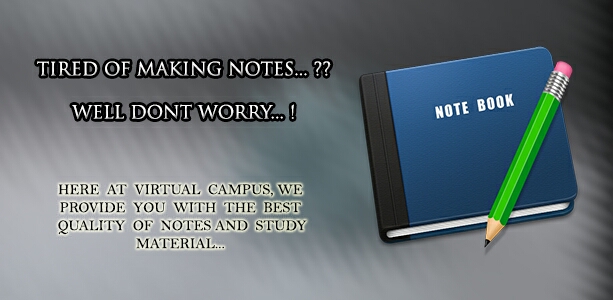 TIRED OF MAKING NOTES... ??
WELL DONT WORRY... !
HERE AT VIRTUAL CAMPUS, WE
PROVIDE YOU WITH THE BEST
QUALITY OF NOTES AND STUDY
MATERIAL...
NOTE BOOK